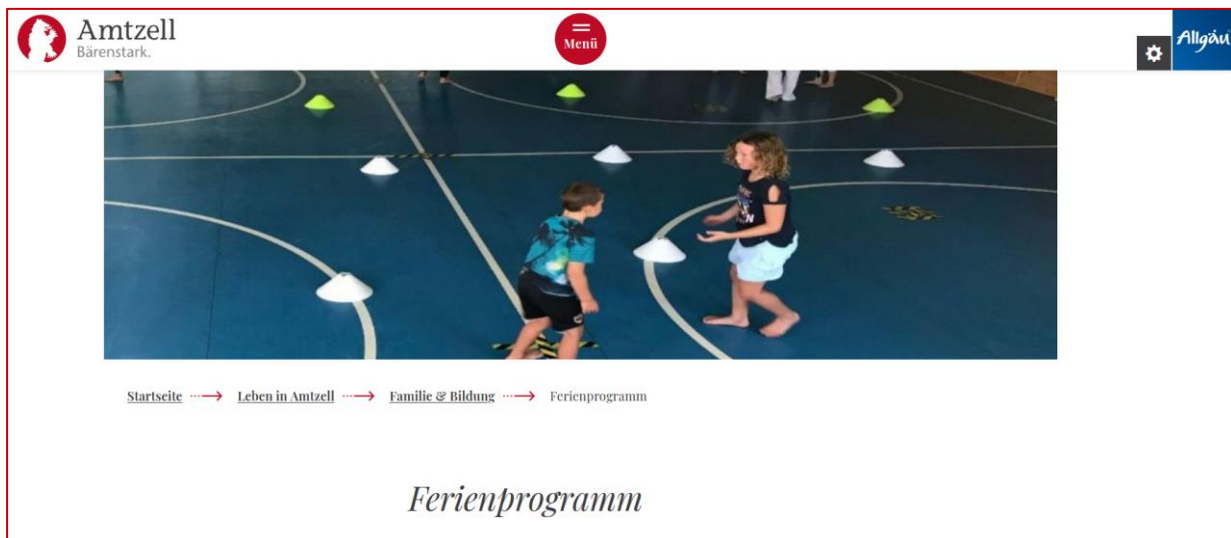 Amtzell
Bärenstark.
Menü
Allgäu
Startseite Leben in Amtzell Familie & Bildung Ferienprogramm
Ferienprogramm